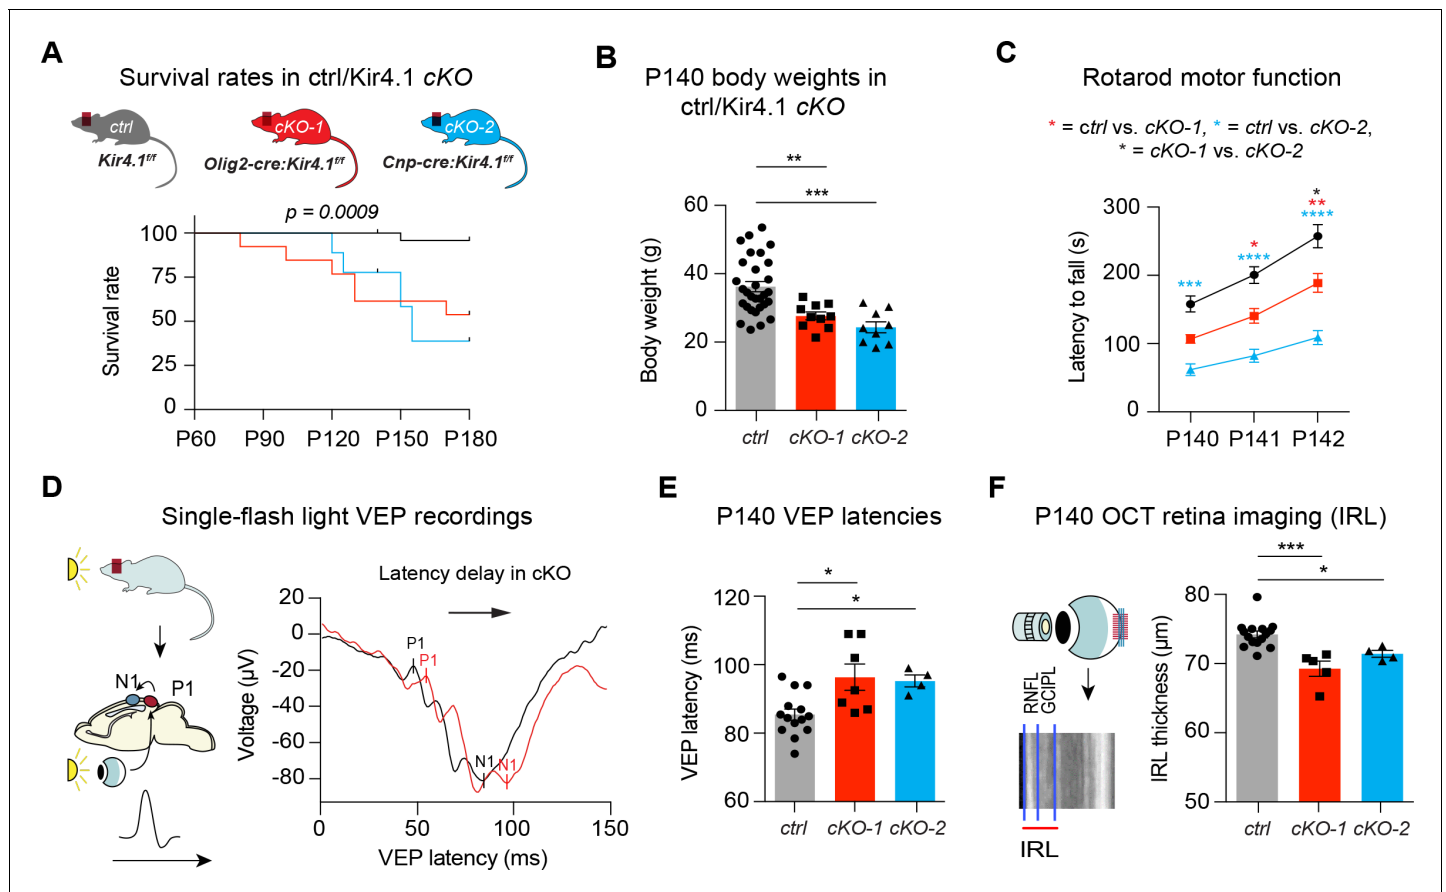 A
Survival rates in ctrl/Kir4.1 cKO
ctrl
cKO-1
cKO-2
Kir4.1f/f
Olig2-cre:Kir4.1f/f
Cnp-cre:Kir4.1f/f
p = 0.0009
Survival rate
100
75
50
25
0
P60
P90
P120
P150
P180
B
P140 body weights in
ctrl/Kir4.1 cKO
**
***
Body weight (g)
60
40
20
0
ctrl
cKO-1
cKO-2
C
Rotarod motor function
* = ctrl vs. cKO-1, * = ctrl vs. cKO-2,
* = cKO-1 vs. cKO-2
Latency to fall (s)
300
200
100
0
***
*
****
*
**
****
P140
P141
P142
D
Single-flash light VEP recordings
N1
P1
Latency delay in cKO
Voltage (µV)
20
0
-20
-40
-60
-80
P1
P1
N1
N1
0
50
100
150
VEP latency (ms)
E
P140 VEP latencies
*
*
VEP latency (ms)
120
100
80
60
ctrl
cKO-1
cKO-2
F
P140 OCT retina imaging (IRL)
RNFL
GCIPL
IRL
***
*
IRL thickness (µm)
80
70
60
50
ctrl
cKO-1
cKO-2